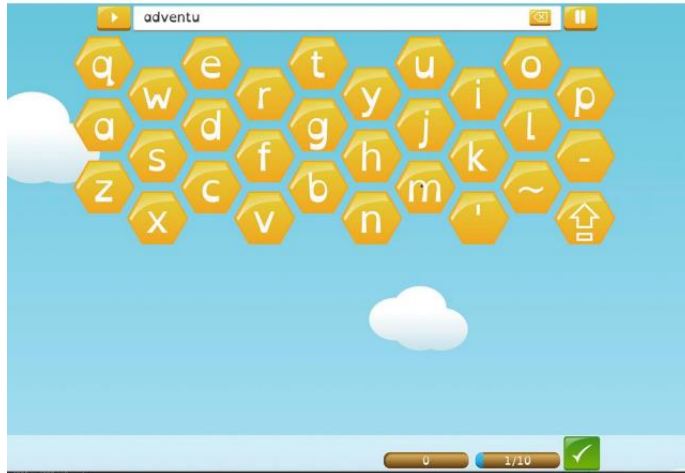 adventu
q e t u o
w r y i p
a d g j l
s f h k -
z c b m ~
x v n '
0 1/10